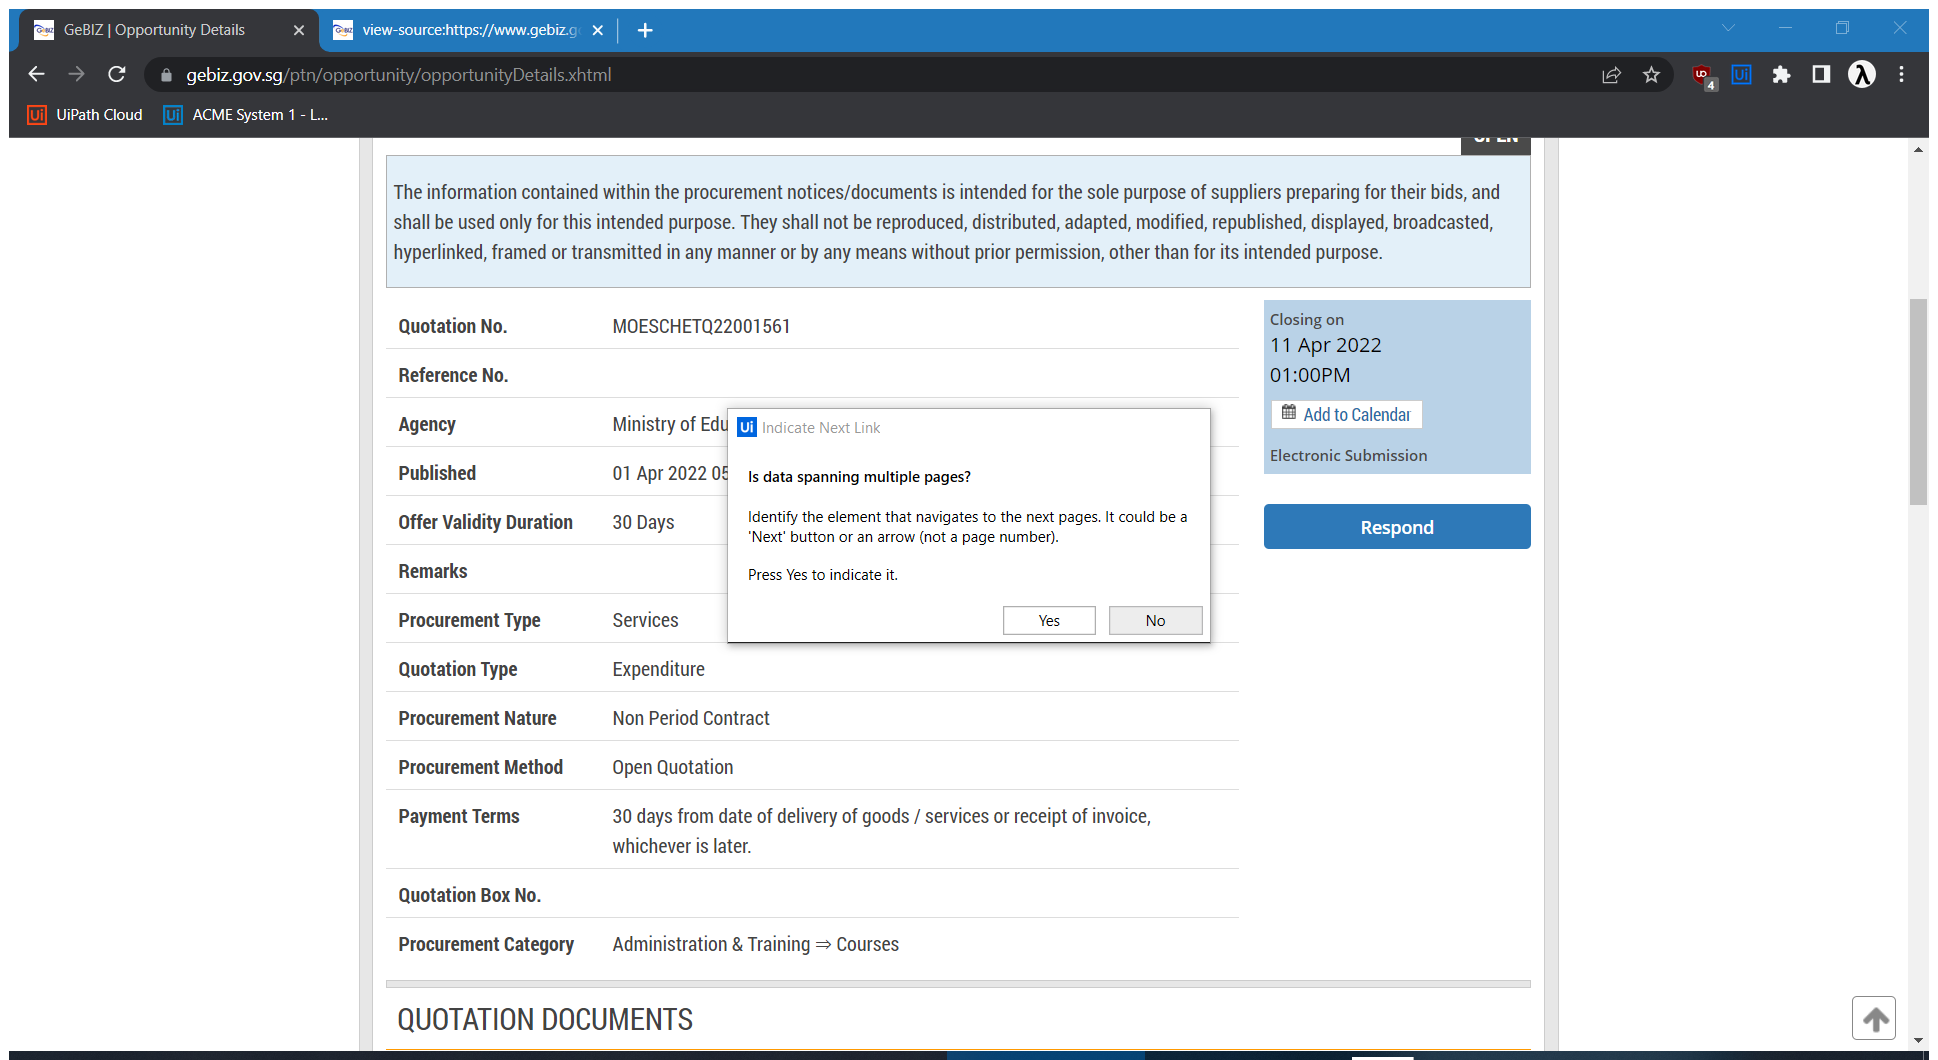 GeBIZ | Opportunity Details
view-source:https://www.gebiz.g
gebiz.gov.sg/ptn/opportunity/opportunityDetails.xhtml
4
UiPath Cloud
ACME System 1 - L...
OPEN
The information contained within the procurement notices/documents is intended for the sole purpose of suppliers preparing for their bids, and
shall be used only for this intended purpose. They shall not be reproduced, distributed, adapted, modified, republished, displayed, broadcasted,
hyperlinked, framed or transmitted in any manner or by any means without prior permission, other than for its intended purpose.
Quotation No. MOESCHETQ22001561
Reference No.
Agency Ministry of Edu
Published 01 Apr 2022 05
Offer Validity Duration 30 Days
Remarks
Procurement Type Services
Quotation Type Expenditure
Procurement Nature Non Period Contract
Procurement Method Open Quotation
Payment Terms 30 days from date of delivery of goods / services or receipt of invoice,
whichever is later.
Quotation Box No.
Procurement Category Administration & Training ⇒ Courses
QUOTATION DOCUMENTS
Closing on
11 Apr 2022
01:00PM
Add to Calendar
Electronic Submission
Respond
Ui Indicate Next Link
Is data spanning multiple pages?
Identify the element that navigates to the next pages. It could be a
'Next' button or an arrow (not a page number).
Press Yes to indicate it.
Yes No